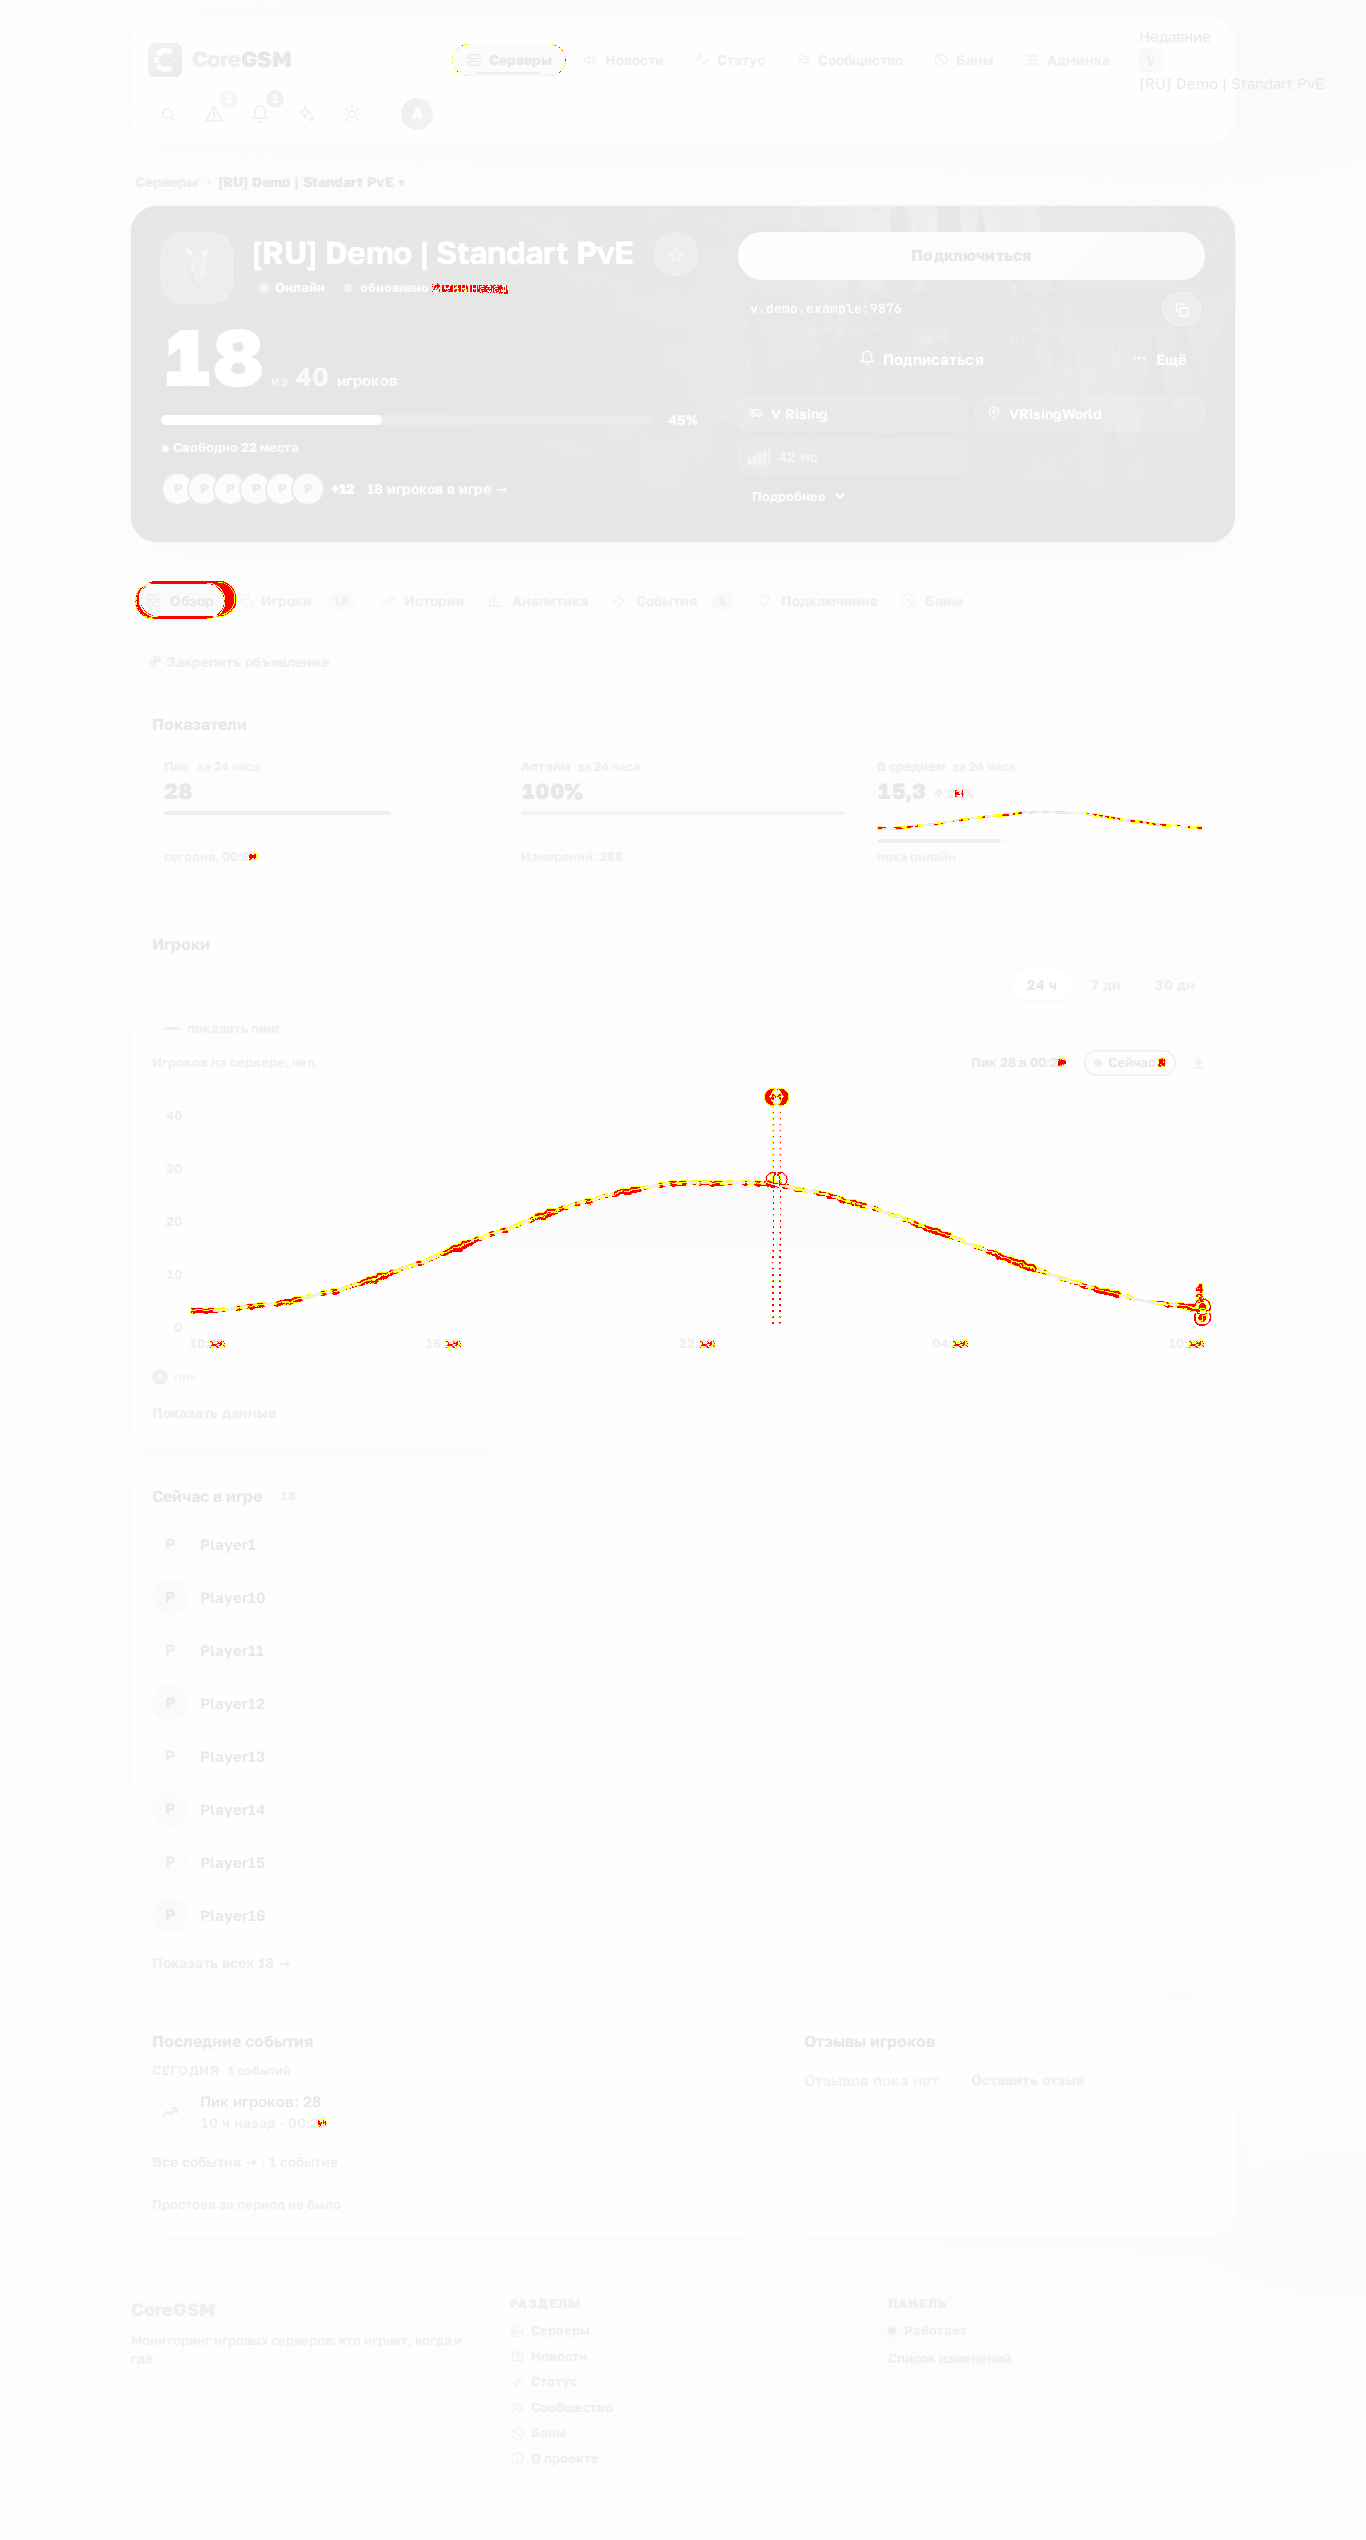 CoreGSM
Серверы
Новости
Статус
Сообщество
Баны
Админка
Недавние
V
[RU] Demo | Standart PvE
1
1
A
Серверы › [RU] Demo | Standart PvE ▾
[RU] Demo | Standart PvE
Онлайн
обновлено
18 из 40 игроков
45%
Свободно 22 места
P P P P P P +12 18 игроков в игре →
Подключиться
v.demo.example:9876
Подписаться
Ещё
V Rising
VRisingWorld
42 мс
Подробнее
Обзор
Игроки 18
История
Аналитика
События 1
Подключение
Баны
Закрепить объявление
Показатели
Пик за 24 часа
28
сегодня, 00:
Аптайм за 24 часа
100%
Измерений: 288
В среднем за 24 часа
15,3
пока онлайн
Игроки
24 ч
7 дн
30 дн
показать пинг
Игроков на сервере, чел.
Пик 28 в 00:
Сейчас
40
30
20
10
0
10:
16:
22:
04:
10:
пик
Показать данные
Сейчас в игре 18
P Player1
P Player10
P Player11
P Player12
P Player13
P Player14
P Player15
P Player16
Показать всех 18 →
Последние события
СЕГОДНЯ 1 событий
Пик игроков: 28
10 ч назад · 00:
Все события → · 1 событие
Простоев за период не было
Отзывы игроков
Отзывов пока нет.
Оставить отзыв
CoreGSM
Мониторинг игровых серверов: кто играет, когда и
где.
РАЗДЕЛЫ
Серверы
Новости
Статус
Сообщество
Баны
О проекте
ПАНЕЛЬ
Работает
Список изменений